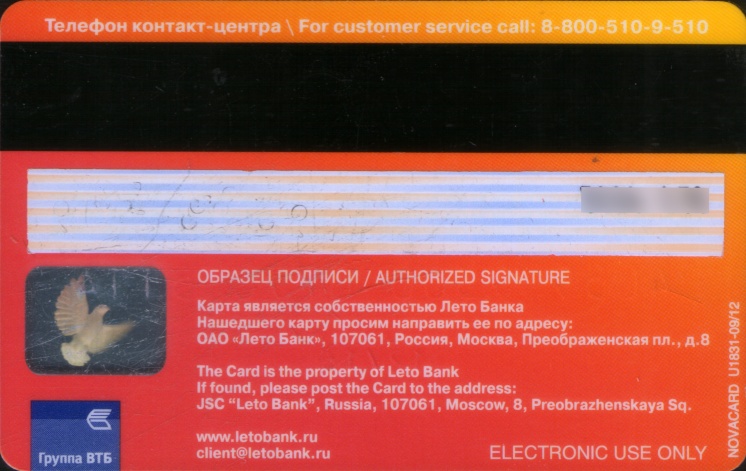 Телефон контакт-центра \ For customer service call: 8-800-510-9-510
ОБРАЗЕЦ ПОДПИСИ / AUTHORIZED SIGNATURE
Карта является собственностью Лето Банка
Нашедшего карту просим направить ее по адресу:
ОАО «Лето Банк», 107061, Россия, Москва, Преображенская пл., д.8
The Card is the property of Leto Bank
If found, please post the Card to the address:
JSC “Leto Bank”, Russia, 107061, Moscow, 8, Preobrazhenskaya Sq.
www.letobank.ru
client@letobank.ru
Группа ВТБ
ELECTRONIC USE ONLY
NOVACARD U1831-09/12